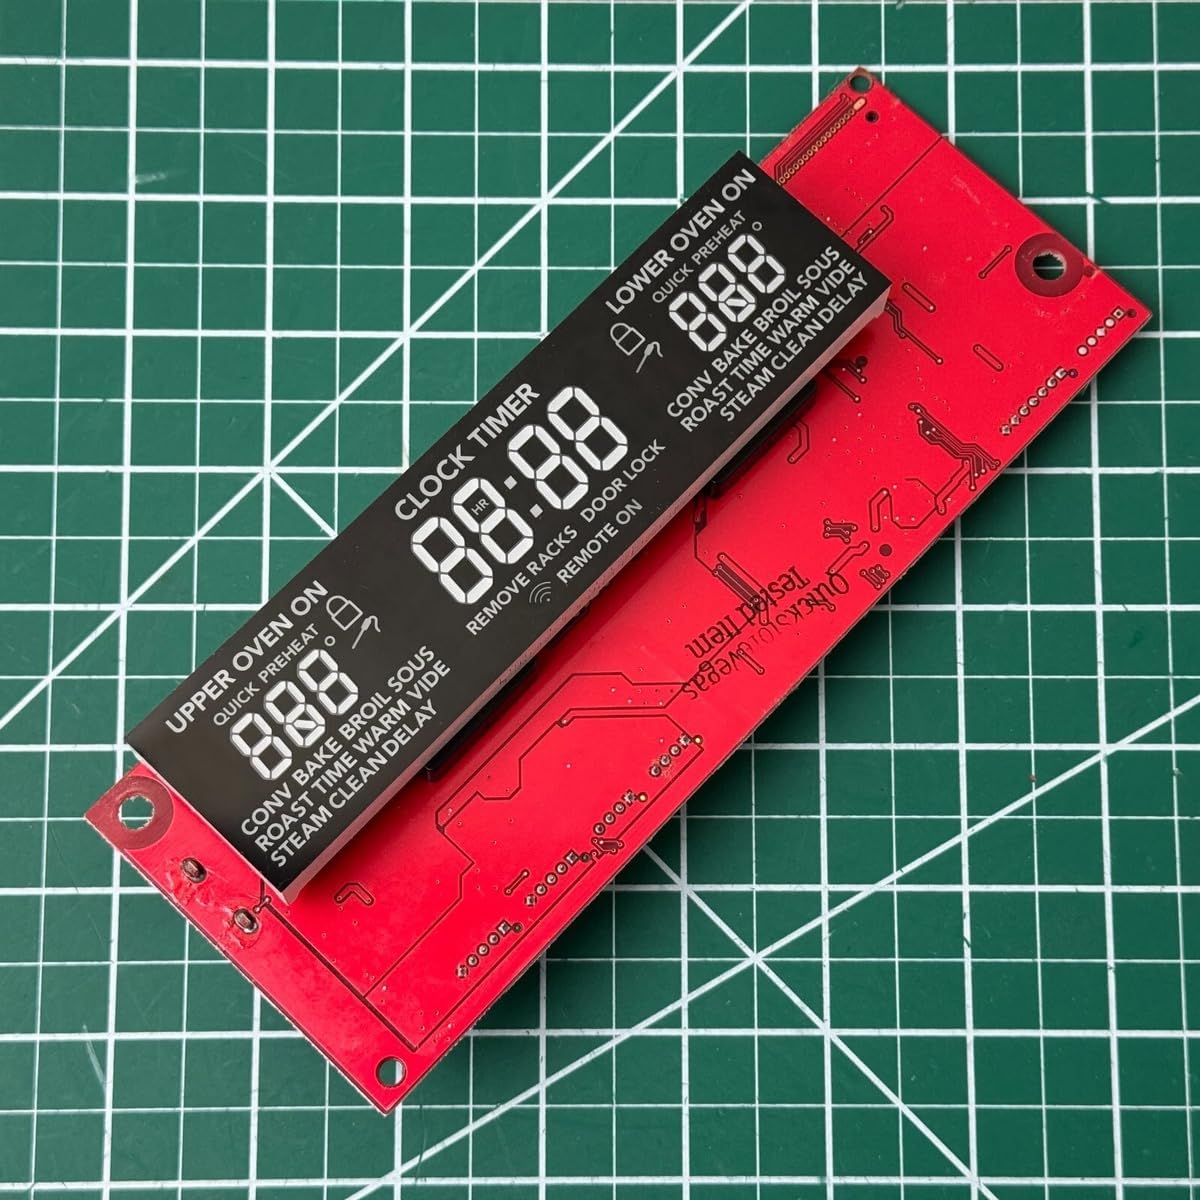 UPPER OVEN ON
QUICK PREHEAT
888°
CONV BAKE BROIL SOUS
ROAST TIME WARM VIDE
STEAM CLEAN DELAY
CLOCK TIMER
88:88
HR
REMOVE RACKS DOOR LOCK
REMOTE ON
LOWER OVEN ON
QUICK PREHEAT
888°
CONV BAKE BROIL SOUS
ROAST TIME WARM VIDE
STEAM CLEAN DELAY
Tested Item